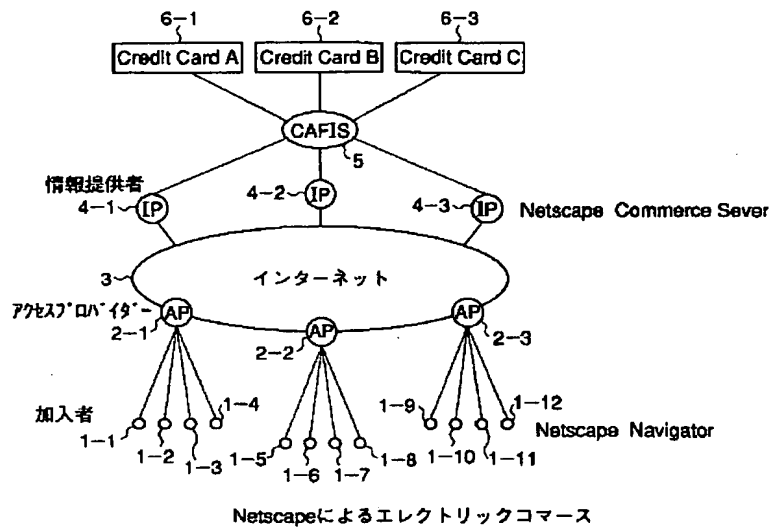 6-1 6-2 6-3
Credit Card A Credit Card B Credit Card C
CAFIS
5
情報提供者
4-1 IP 4-2 IP 4-3 IP Netscape Commerce Sever
3 インターネット
アクセスプロバイダー AP AP AP
2-1 2-2 2-3
加入者
1-1 1-2 1-3 1-4 1-5 1-6 1-7 1-8 1-9 1-10 1-11 1-12 Netscape Navigator
Netscapeによるエレクトリックコマース